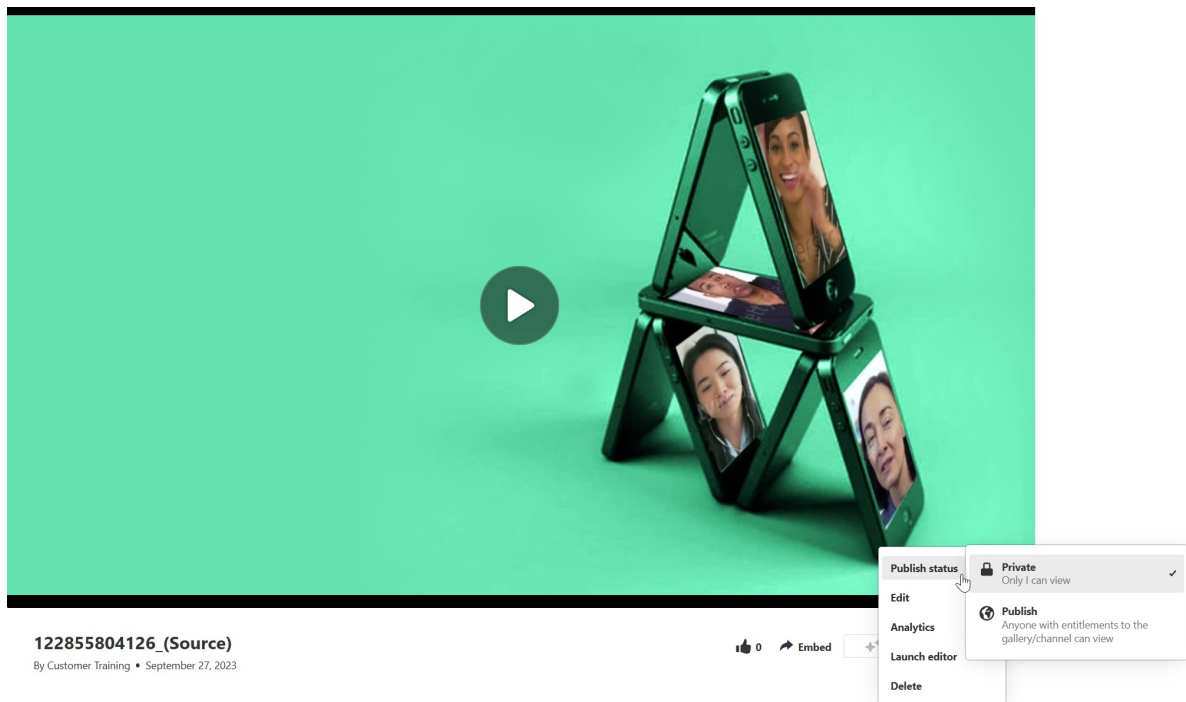 122855804126_(Source)
By Customer Training • September 27, 2023
0
Embed
Publish status
Edit
Analytics
Launch editor
Delete
Private
Only I can view
Publish
Anyone with entitlements to the
gallery/channel can view